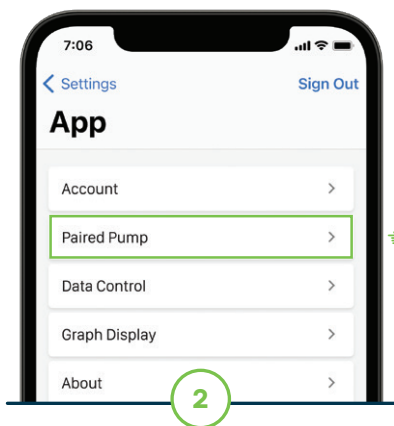 7:06
Settings
Sign Out
App
Account
Paired Pump
Data Control
Graph Display
About
2